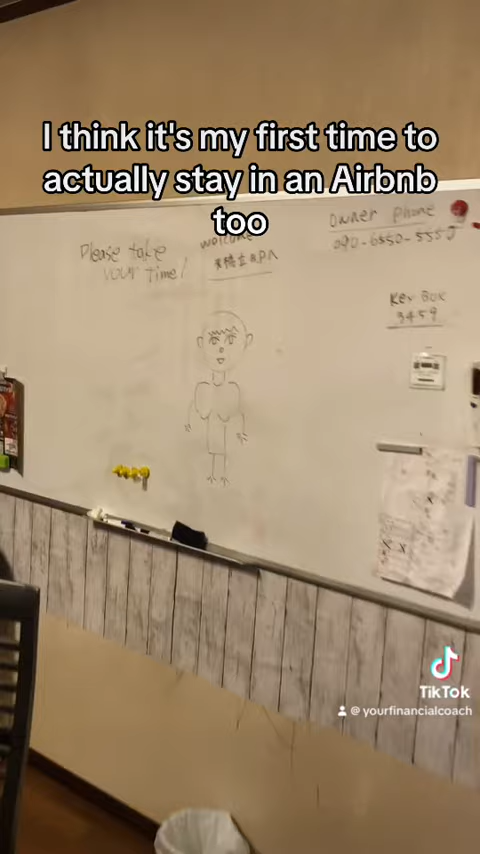 I think it's my first time to
actually stay in an Airbnb
too
Please take
your time!
welcome
Owner Phone
090-6550-5550
Key Box
3459
TikTok
@yourfinancialcoach